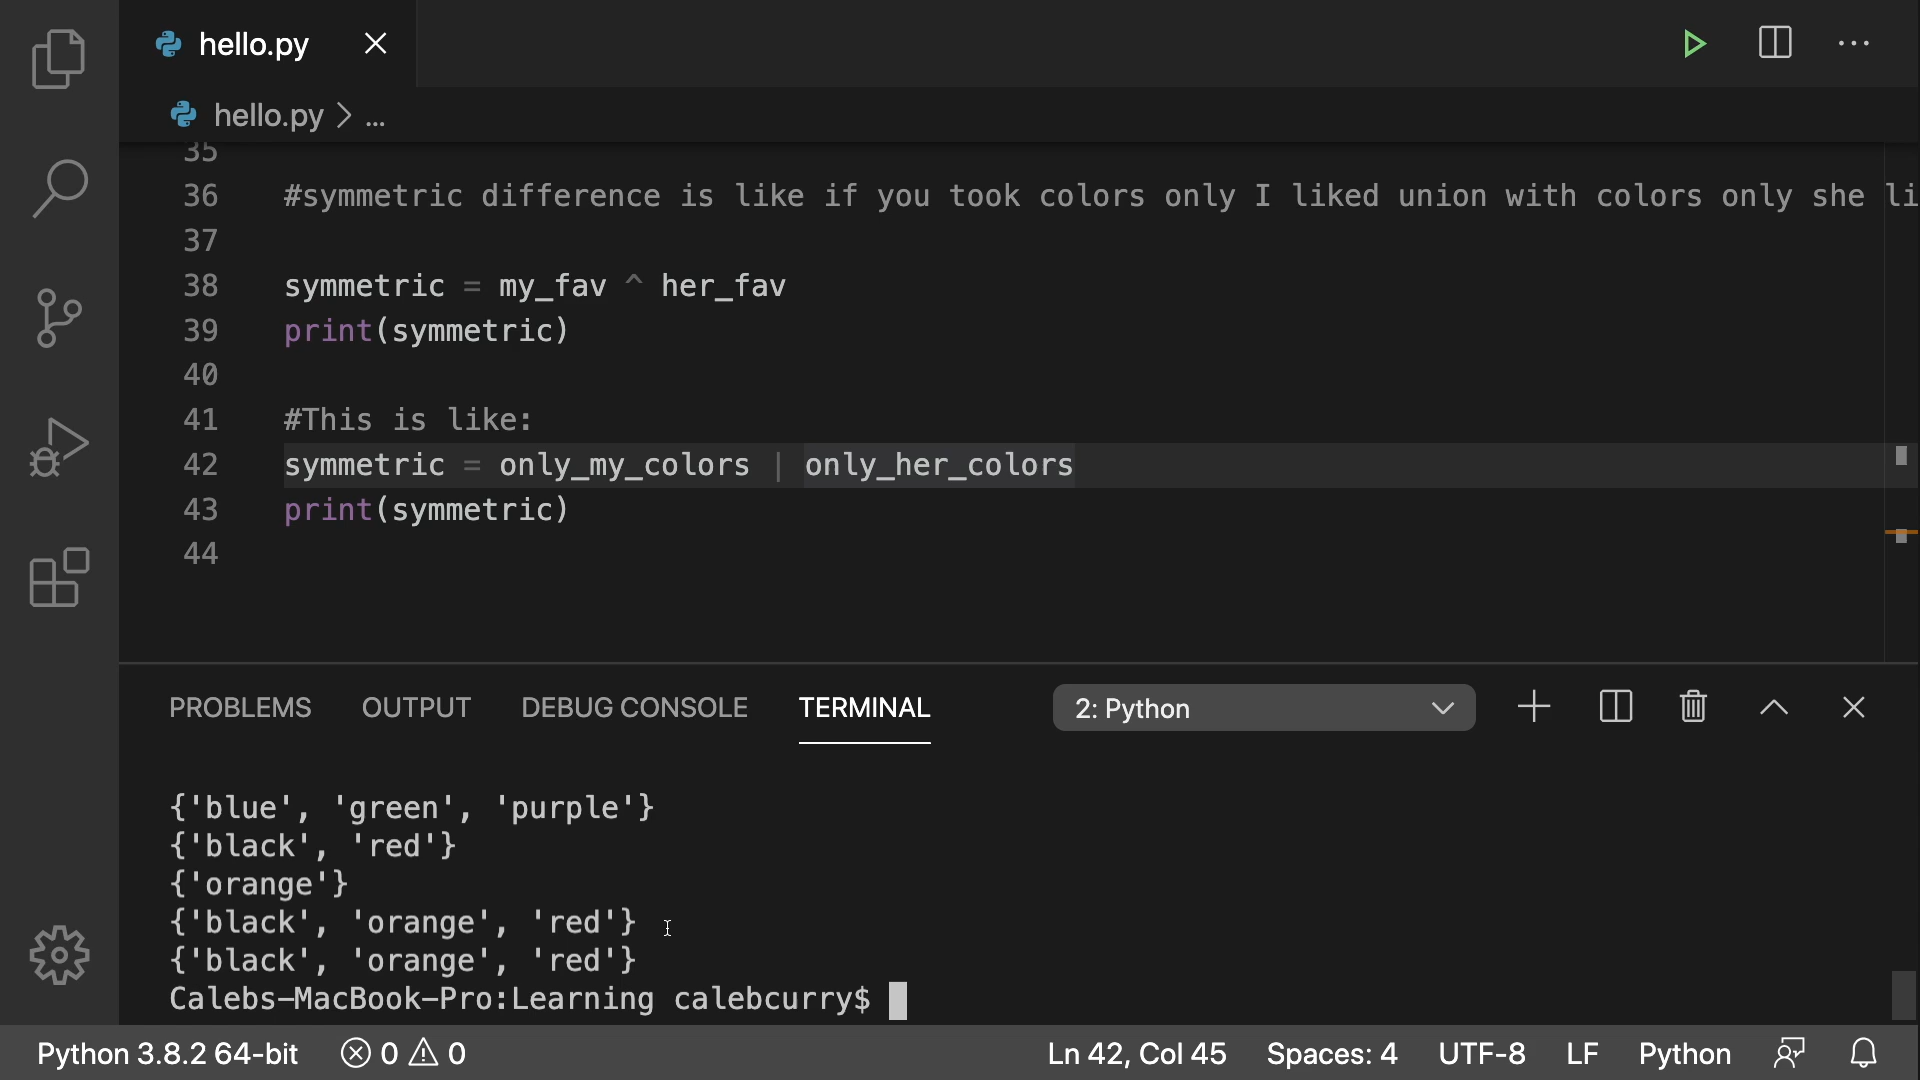 hello.py
hello.py > ...
35
36 #symmetric difference is like if you took colors only I liked union with colors only she li
37
38 symmetric = my_fav ^ her_fav
39 print(symmetric)
40
41 #This is like:
42 symmetric = only_my_colors | only_her_colors
43 print(symmetric)
44
PROBLEMS OUTPUT DEBUG CONSOLE TERMINAL 2: Python
{'blue', 'green', 'purple'}
{'black', 'red'}
{'orange'}
{'black', 'orange', 'red'}
{'black', 'orange', 'red'}
Calebs-MacBook-Pro:Learning calebcurry$
Python 3.8.2 64-bit 0 0 Ln 42, Col 45 Spaces: 4 UTF-8 LF Python